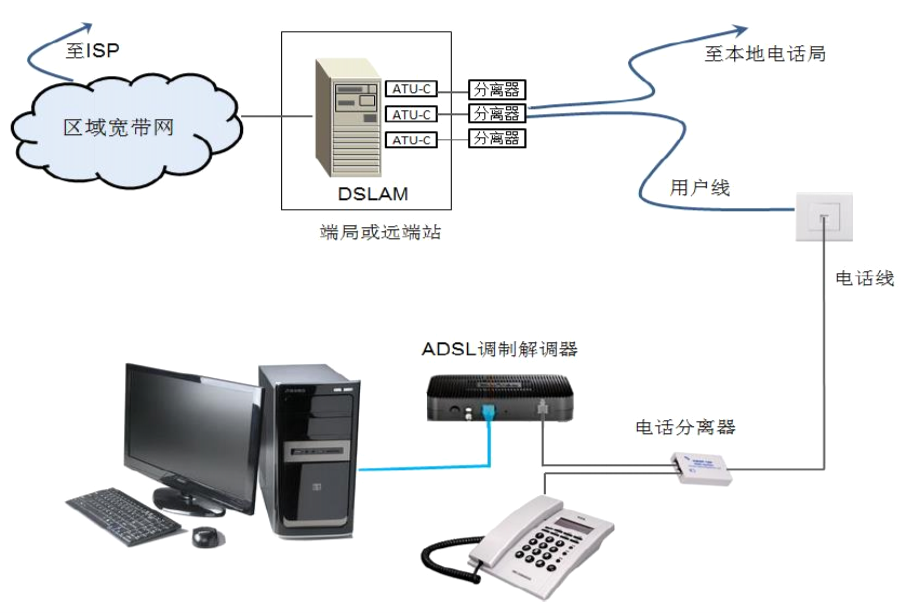 至ISP
至本地电话局
区域宽带网
ATU-C
分离器
ATU-C
分离器
ATU-C
分离器
DSLAM
用户线
端局或远端站
电话线
ADSL调制解调器
电话分离器